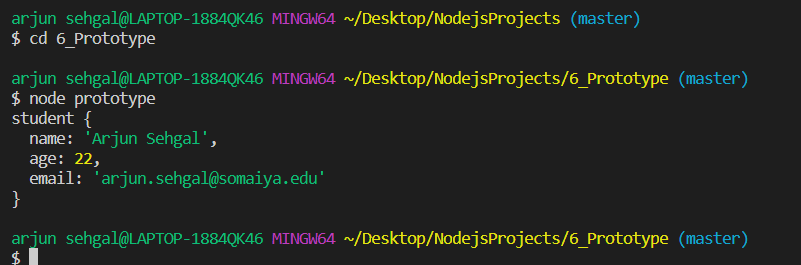 arjun sehgal@LAPTOP-1884QK46 MINGW64 ~/Desktop/NodejsProjects (master)
$ cd 6_Prototype
arjun sehgal@LAPTOP-1884QK46 MINGW64 ~/Desktop/NodejsProjects/6_Prototype (master)
$ node prototype
student {
  name: 'Arjun Sehgal',
  age: 22,
  email: 'arjun.sehgal@somaiya.edu'
}
arjun sehgal@LAPTOP-1884QK46 MINGW64 ~/Desktop/NodejsProjects/6_Prototype (master)
$